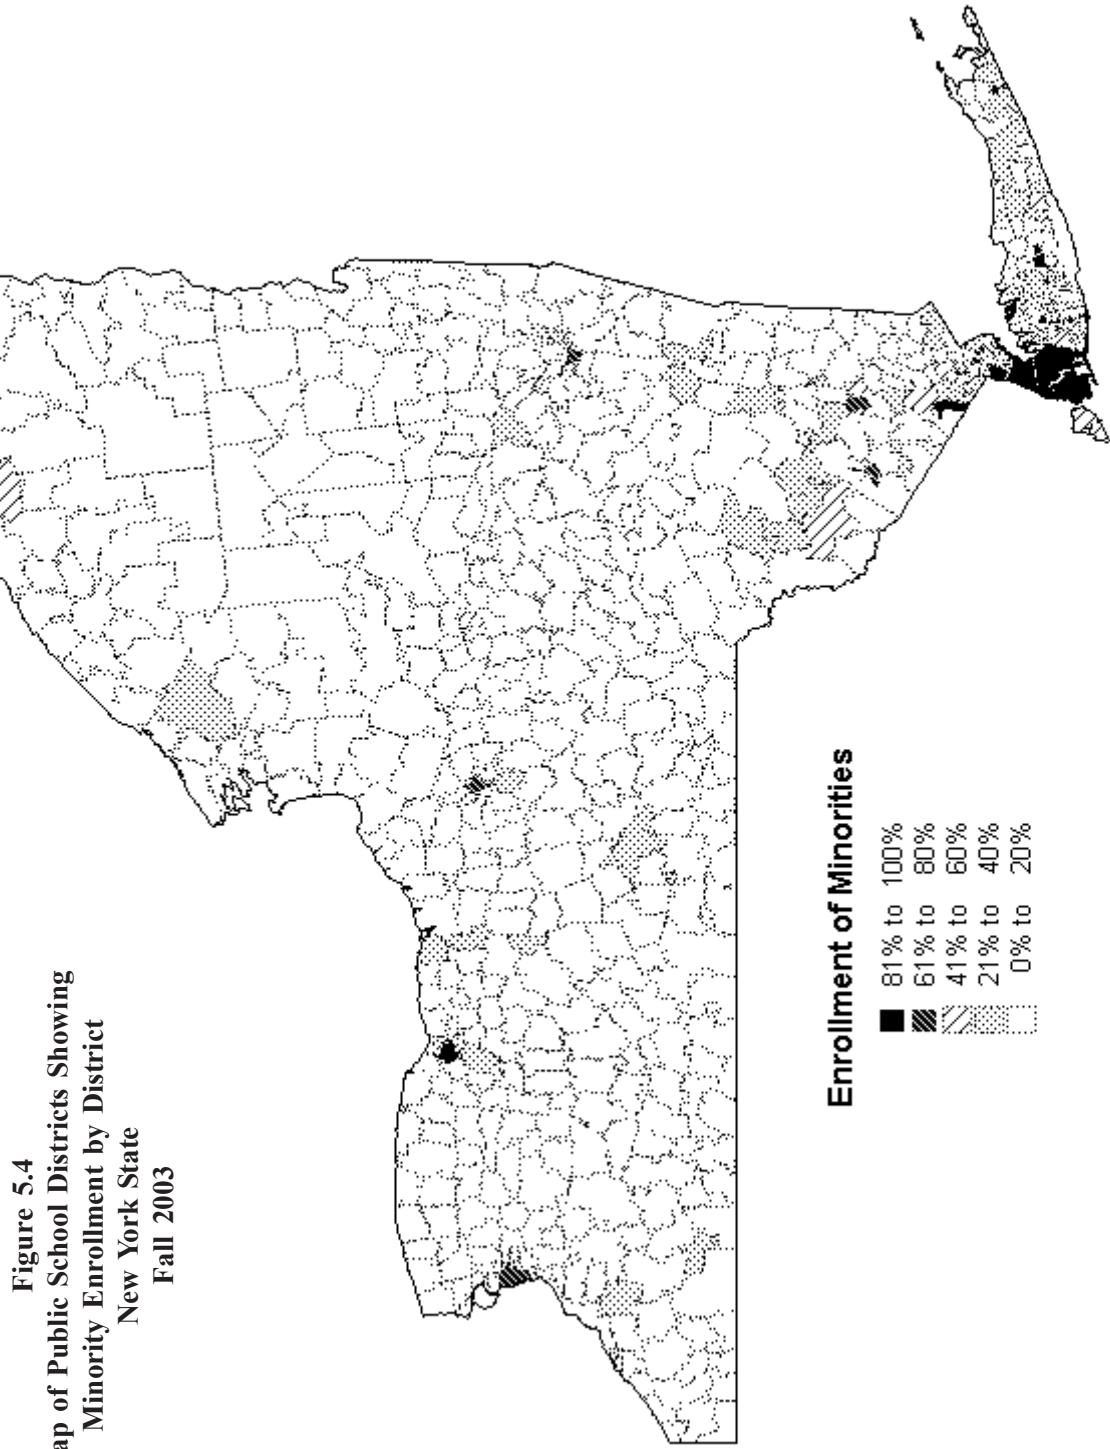 Figure 5.4
ap of Public School Districts Showing
Minority Enrollment by District
New York State
Fall 2003
Enrollment of Minorities
81% to 100%
61% to 80%
41% to 60%
21% to 40%
0% to 20%